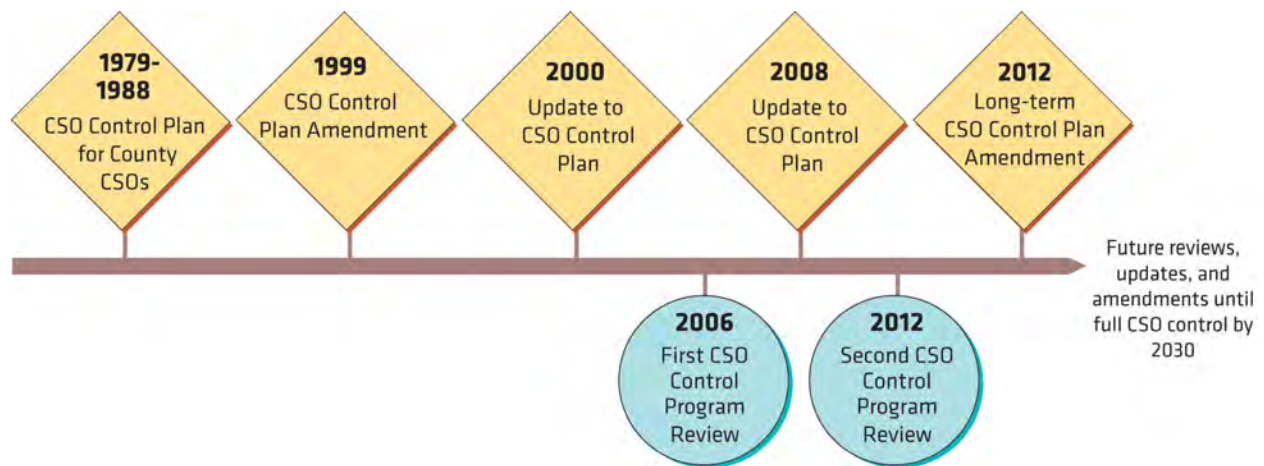 1979-
1988
CSO Control Plan
for County
CSOs
1999
CSO Control
Plan Amendment
2000
Update to
CSO Control
Plan
2008
Update to
CSO Control
Plan
2012
Long-term
CSO Control Plan
Amendment
2006
First CSO
Control
Program
Review
2012
Second CSO
Control
Program
Review
Future reviews,
updates, and
amendments until
full CSO control by
2030